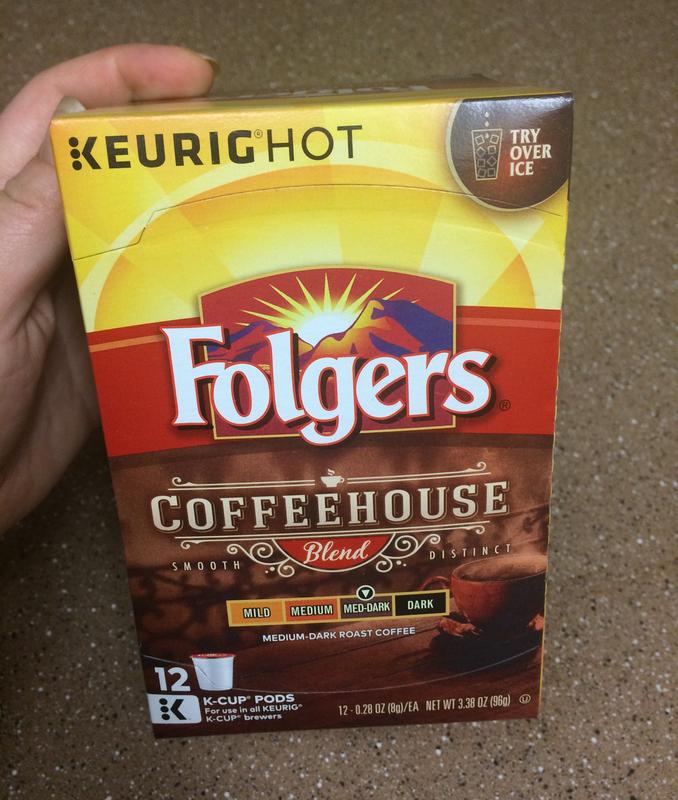 KEURIG® HOT
TRY
OVER
ICE
Folgers®
COFFEEHOUSE
Blend
SMOOTH DISTINCT
MILD MEDIUM MED-DARK DARK
MEDIUM-DARK ROAST COFFEE
12
K-CUP® PODS
For use in all KEURIG®
K-CUP® brewers
12 - 0.28 OZ (8g)/EA NET WT 3.38 OZ (96g) U
K